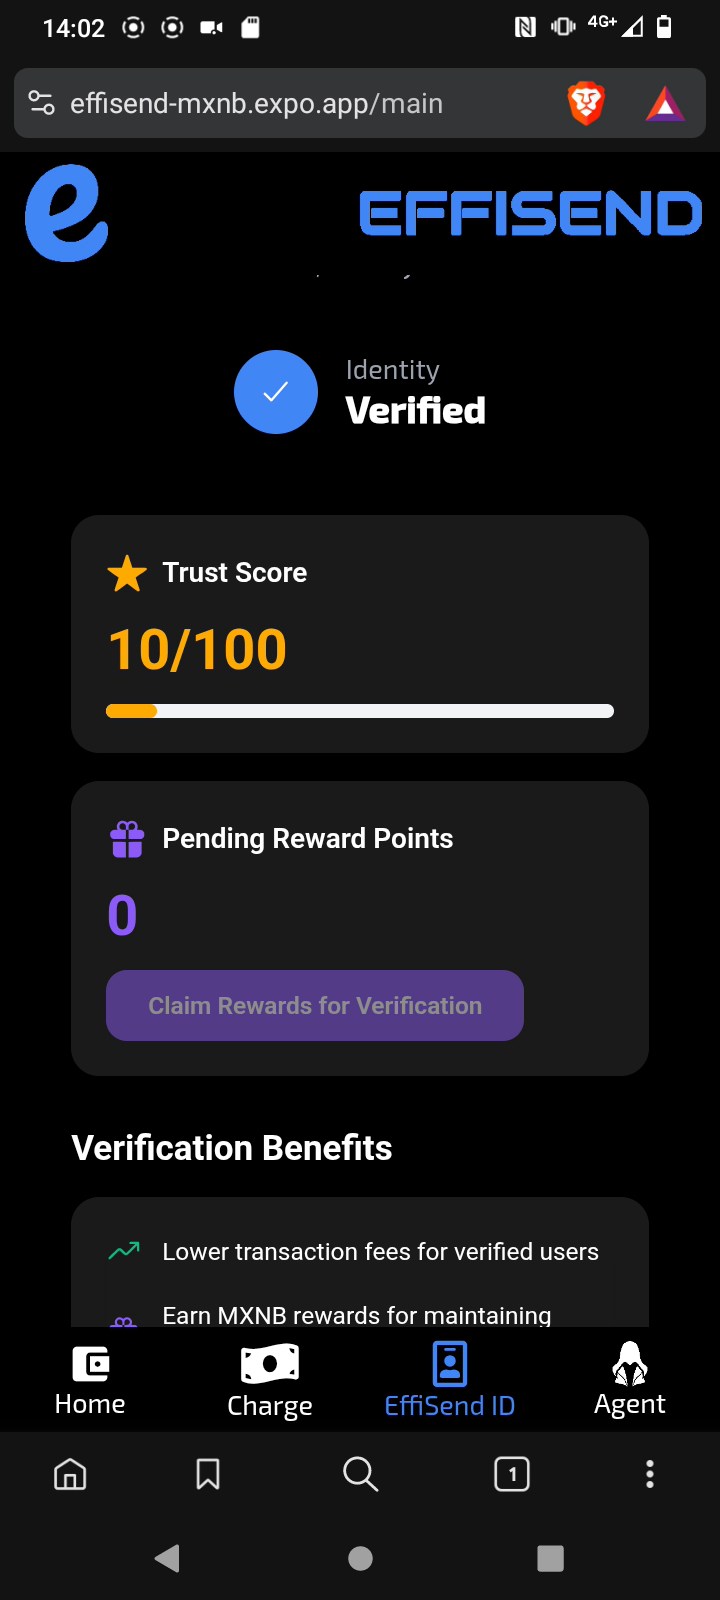 14:02
4G+
effisend-mxnb.expo.app/main
e
EFFISEND
Identity
Verified
Trust Score
10/100
Pending Reward Points
0
Claim Rewards for Verification
Verification Benefits
Lower transaction fees for verified users
Earn MXNB rewards for maintaining
Home
Charge
EffiSend ID
Agent
1